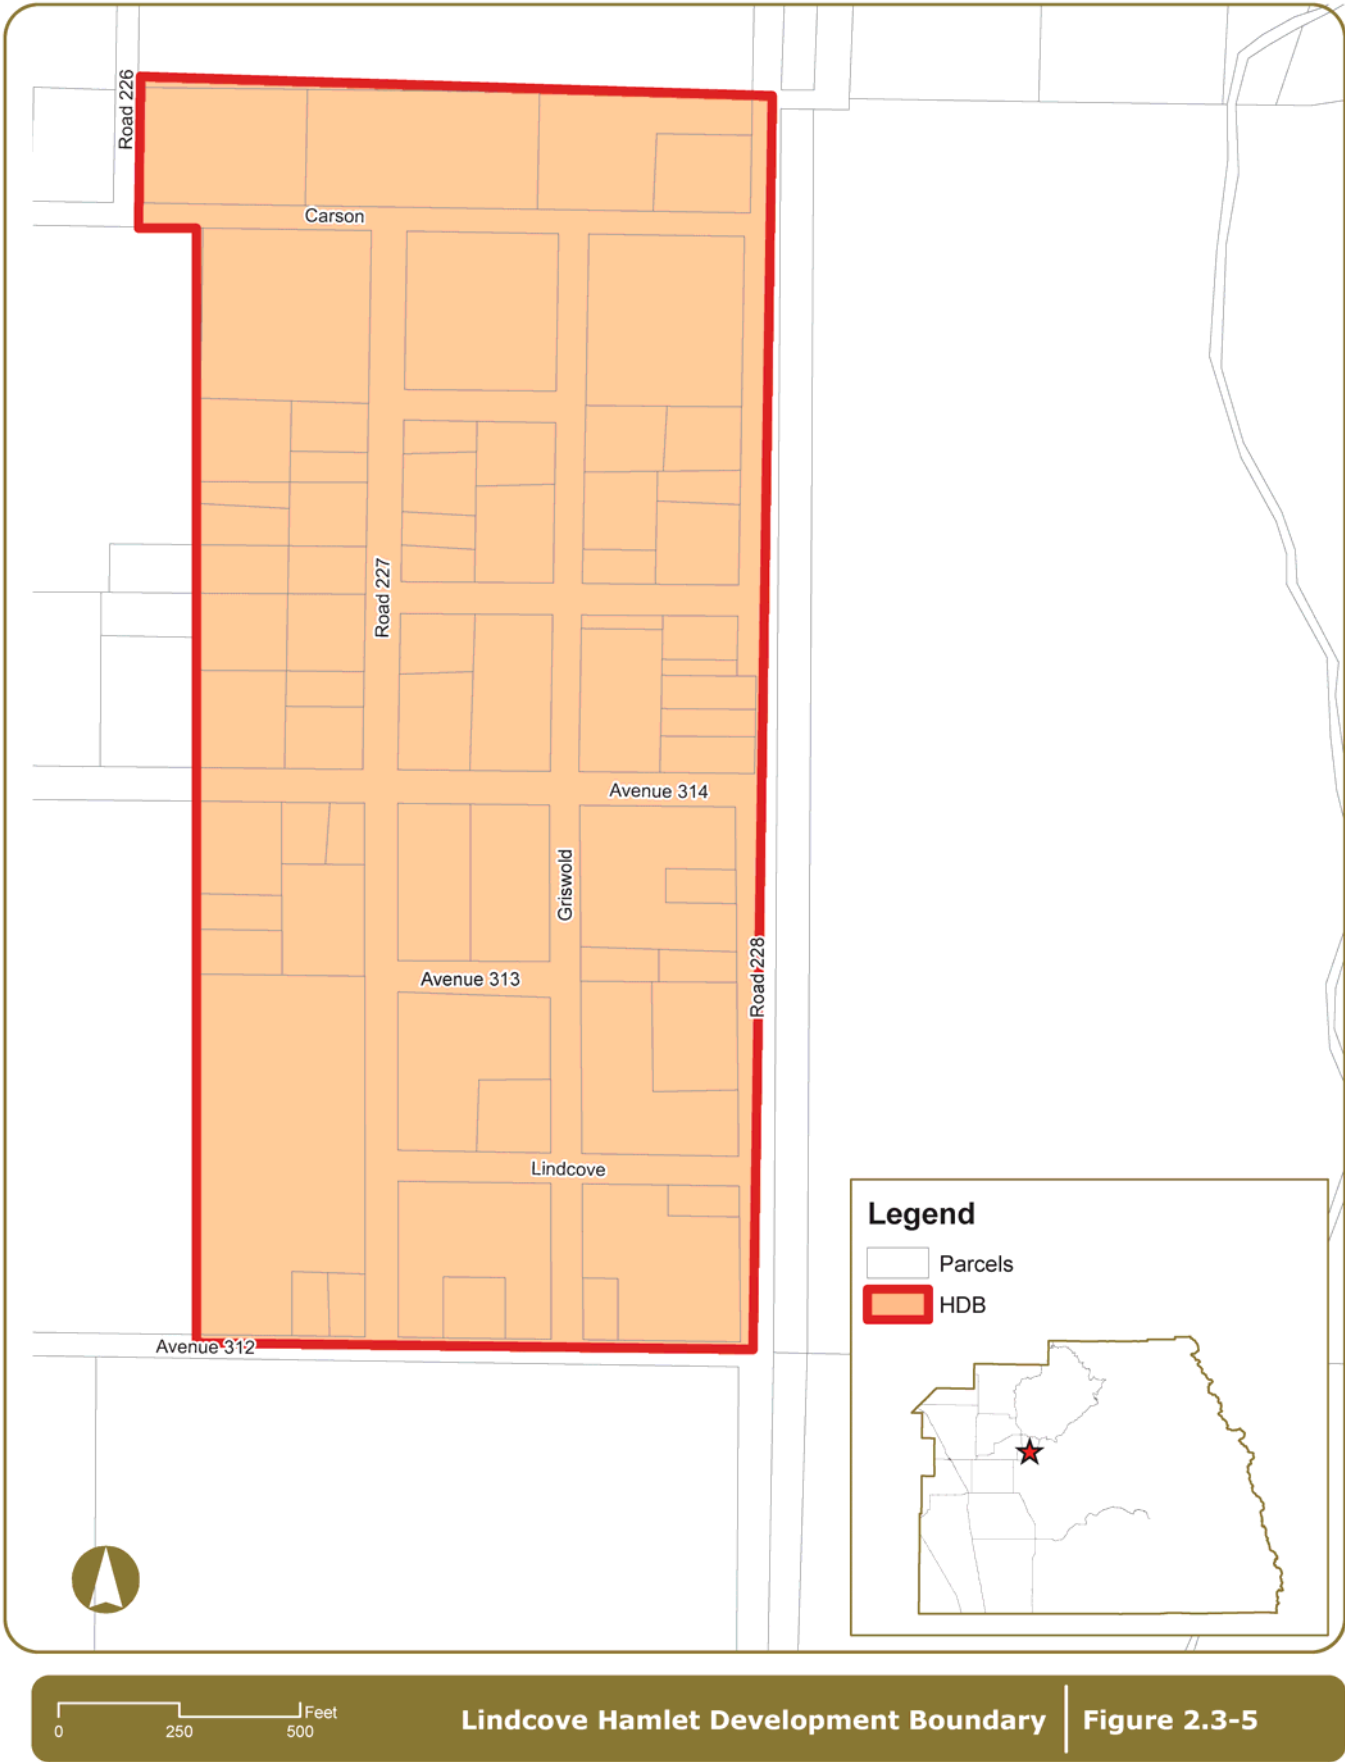 Road 226
Carson
Road 227
Avenue 314
Griswold
Road 228
Avenue 313
Lindcove
Avenue 312
Legend
Parcels
HDB
0 250 500 Feet
Lindcove Hamlet Development Boundary
Figure 2.3-5